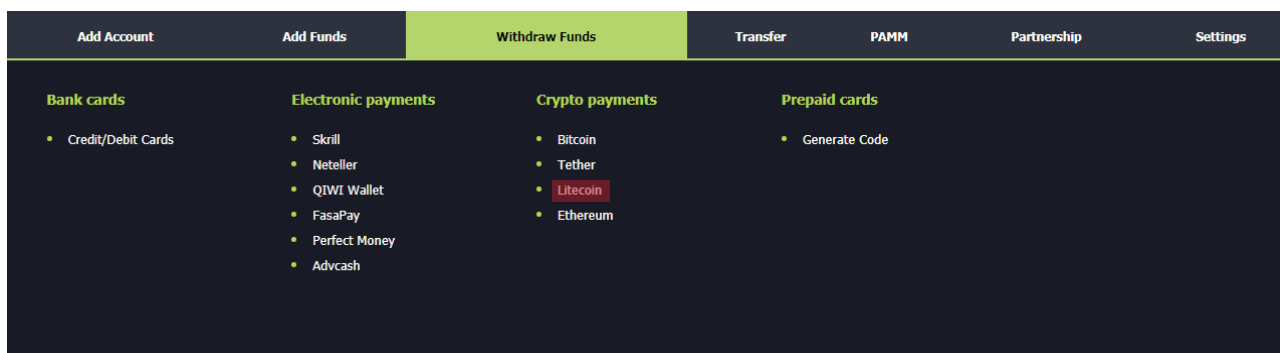 Add Account Add Funds Withdraw Funds Transfer PAMM Partnership Settings
Bank cards
• Credit/Debit Cards
Electronic payments
• Skrill
• Neteller
• QIWI Wallet
• FasaPay
• Perfect Money
• Advcash
Crypto payments
• Bitcoin
• Tether
• Litecoin
• Ethereum
Prepaid cards
• Generate Code